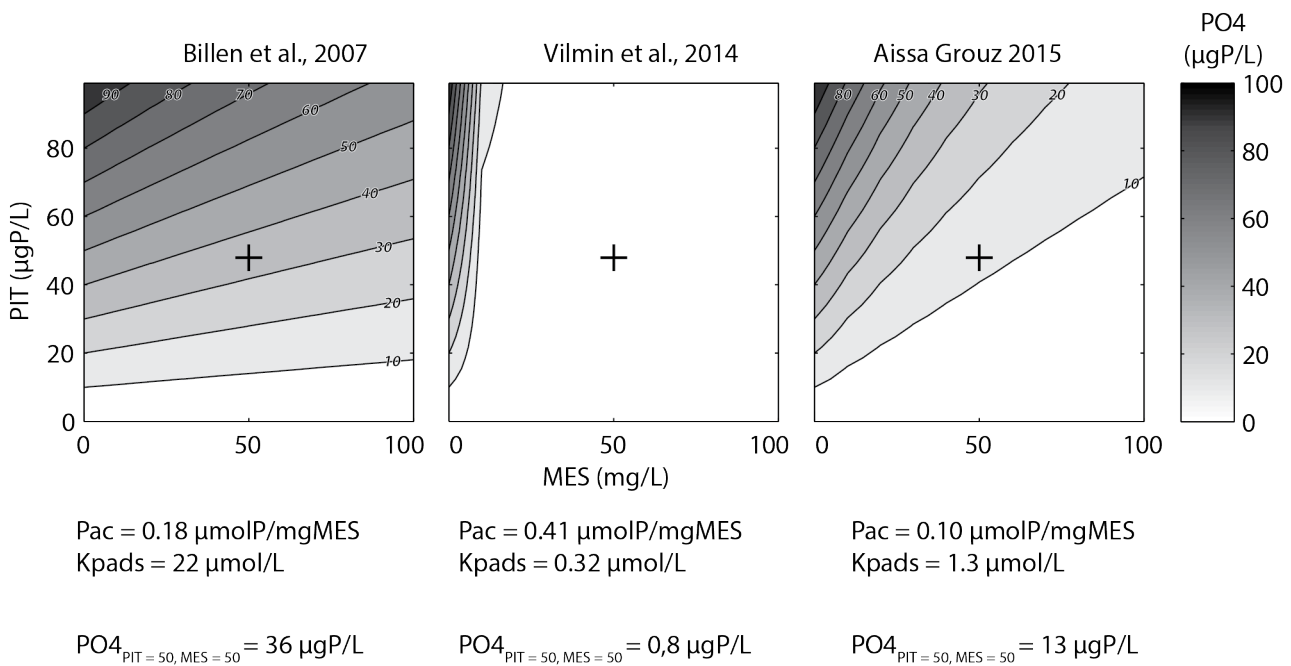 PO4
(µgP/L)
Billen et al., 2007
Vilmin et al., 2014
Aissa Grouz 2015
90 80 70 60 50 40 30 20 10
80 60 50 40 30 20 10
PIT (µgP/L)
80
60
40
20
0
0 50 100
0 50 100
0 50 100
MES (mg/L)
100
80
60
40
20
0
Pac = 0.18 µmolP/mgMES
Kpads = 22 µmol/L
Pac = 0.41 µmolP/mgMES
Kpads = 0.32 µmol/L
Pac = 0.10 µmolP/mgMES
Kpads = 1.3 µmol/L
PO4PIT = 50, MES = 50 = 36 µgP/L
PO4PIT = 50, MES = 50 = 0,8 µgP/L
PO4PIT = 50, MES = 50 = 13 µgP/L